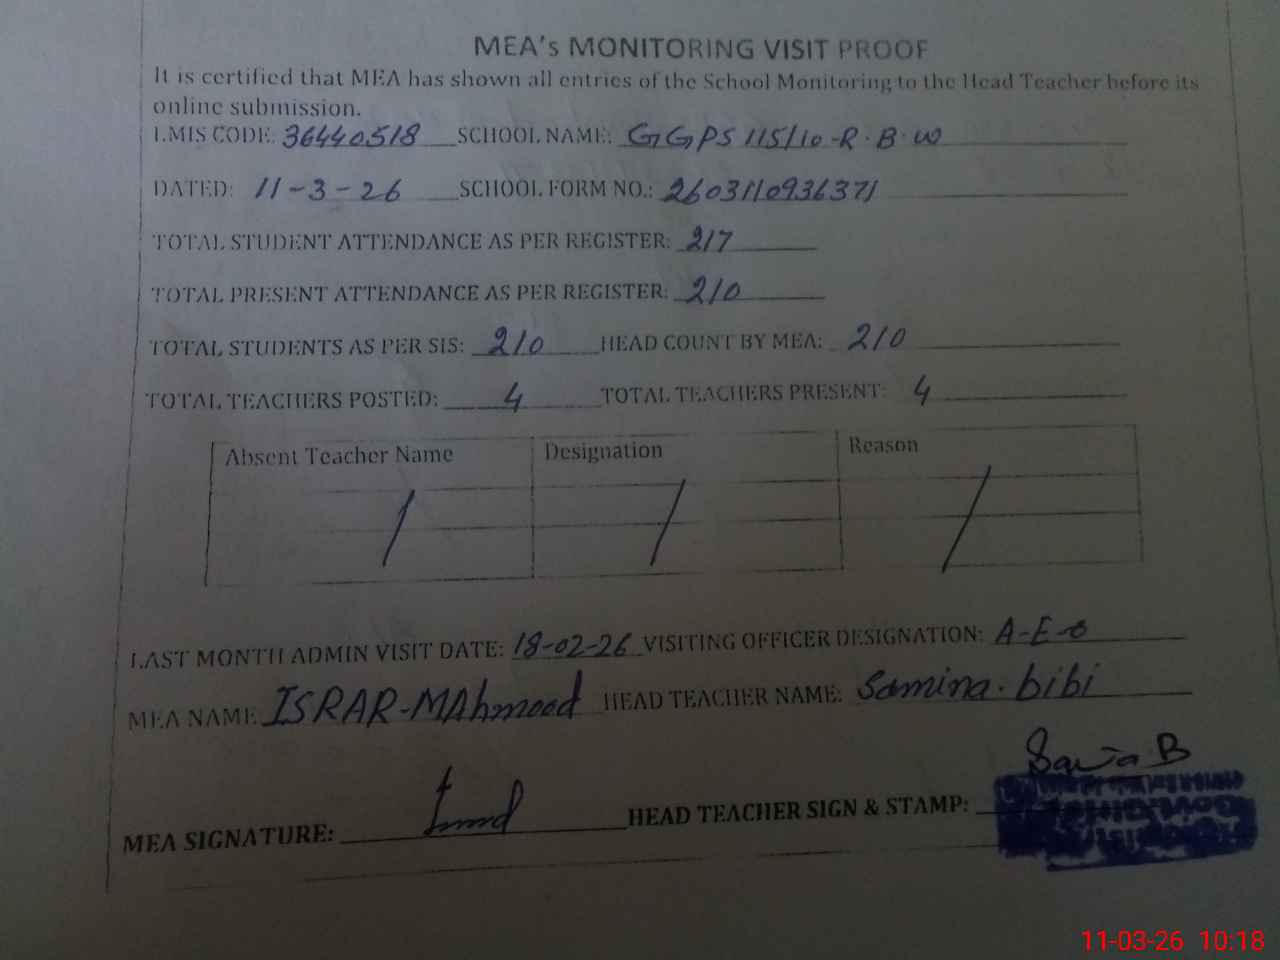 MEA's MONITORING VISIT PROOF
It is certified that MEA has shown all entries of the School Monitoring to the Head Teacher before its
online submission.
EMIS CODE: 36440518 SCHOOL NAME: GGPS 115/10-R.B.W
DATED: 11-3-26 SCHOOL FORM NO.: 2603110936371
TOTAL STUDENT ATTENDANCE AS PER REGISTER: 217
TOTAL PRESENT ATTENDANCE AS PER REGISTER: 210
TOTAL STUDENTS AS PER SIS: 210 HEAD COUNT BY MEA: 210
TOTAL TEACHERS POSTED: 4 TOTAL TEACHERS PRESENT: 4
Absent Teacher Name Designation Reason
LAST MONTH ADMIN VISIT DATE: 18-02-26 VISITING OFFICER DESIGNATION: A-E-O
MEA NAME: ISRAR-MAhmood HEAD TEACHER NAME: Samina.bibi
MEA SIGNATURE: HEAD TEACHER SIGN & STAMP:
11-03-26 10:18